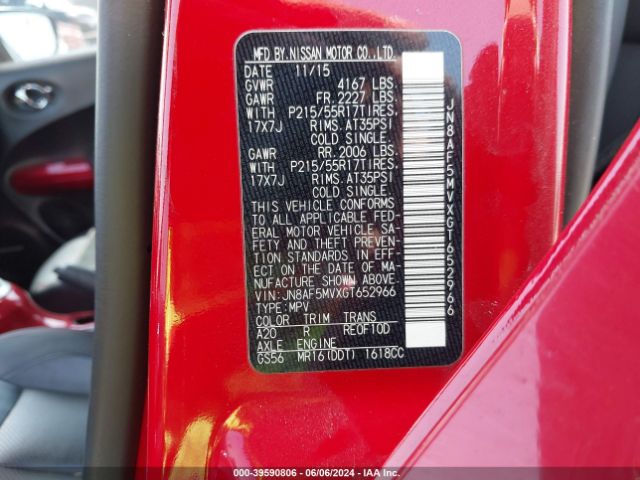 MFD BY.NISSAN MOTOR CO.,LTD.
DATE 11/15
GVWR 4167 LBS.
GAWR FR.2227 LBS.
WITH P215/55R17TIRES,
17X7J RIMS.AT35PSI
COLD SINGLE.
GAWR RR.2006 LBS.
WITH P215/55R17TIRES,
17X7J RIMS.AT35PSI
COLD SINGLE.
THIS VEHICLE CONFORMS
TO ALL APPLICABLE FED-
ERAL MOTOR VEHICLE SA-
FETY AND THEFT PREVEN-
TION STANDARDS IN EFF-
ECT ON THE DATE OF MA-
NUFACTURE SHOWN ABOVE.
VIN:JN8AF5MVXGT652966
TYPE:MPV
COLOR TRIM TRANS
A20 R RE0F10D
AXLE ENGINE
GS56 MR16(DDT) 1618CC
JN8AF5MVXGT652966
000-39590806 - 06/06/2024 - IAA Inc.